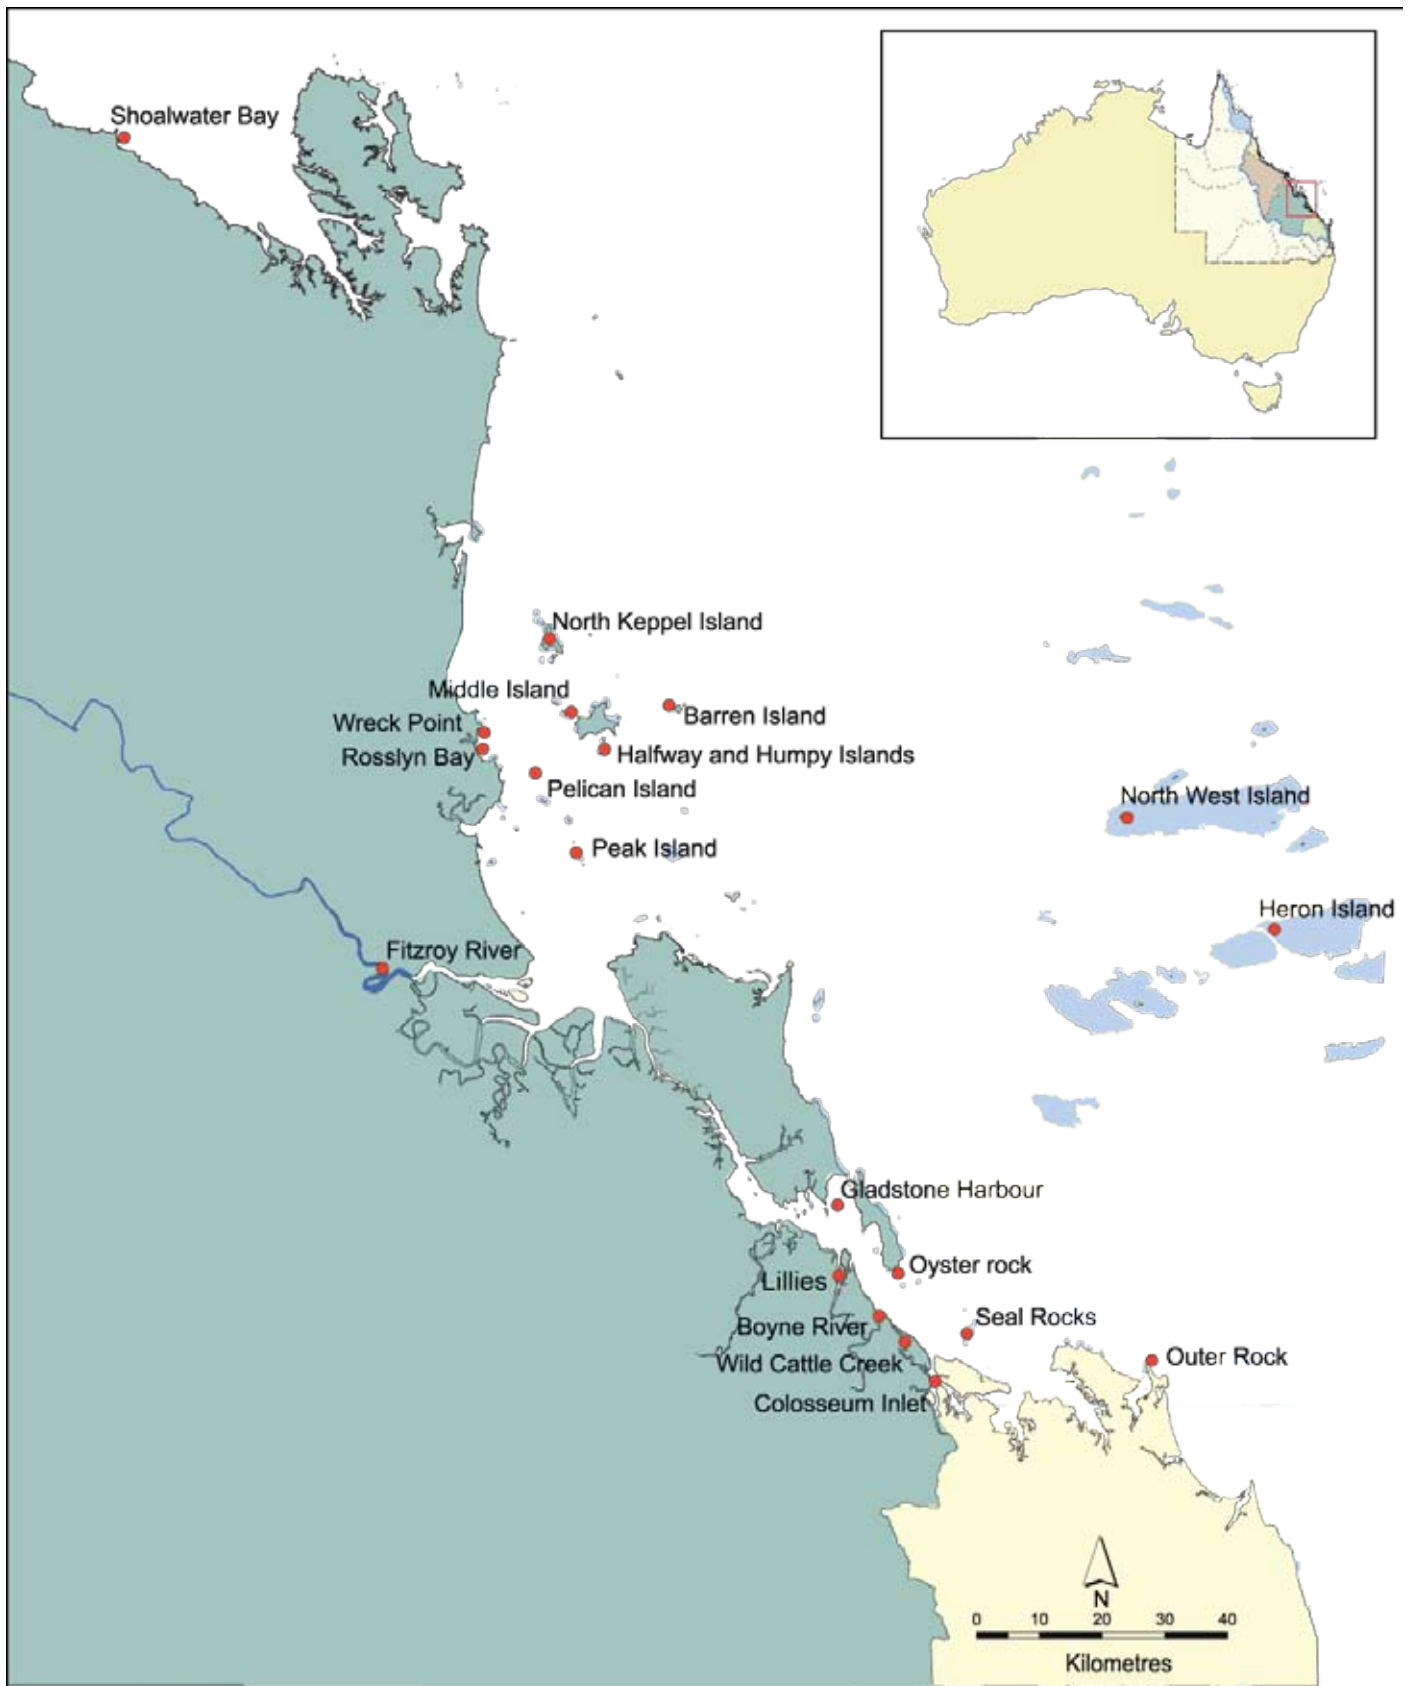 Shoalwater Bay
North Keppel Island
Middle Island
Barren Island
Wreck Point
Rosslyn Bay
Halfway and Humpy Islands
Pelican Island
North West Island
Peak Island
Heron Island
Fitzroy River
Gladstone Harbour
Oyster rock
Lillies
Seal Rocks
Boyne River
Outer Rock
Wild Cattle Creek
Colosseum Inlet
N
0 10 20 30 40
Kilometres